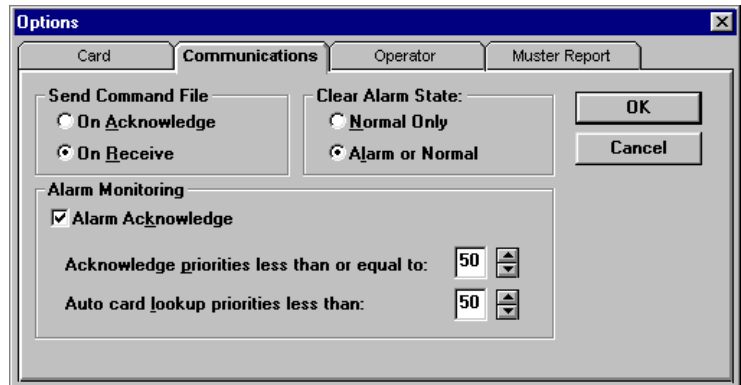 Options
Card Communications Operator Muster Report
Send Command File
On Acknowledge
On Receive
Clear Alarm State:
Normal Only
Alarm or Normal
OK
Cancel
Alarm Monitoring
Alarm Acknowledge
Acknowledge priorities less than or equal to: 50
Auto card lookup priorities less than: 50